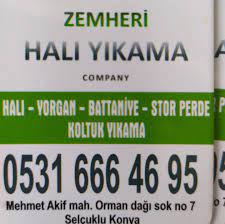 ZEMHERİ
HALI YIKAMA
COMPANY
HALI - YORGAN - BATTANİYE - STOR PERDE
KOLTUK YIKAMA
0531 666 46 95
Mehmet Akif mah. Orman dağı sok no 7
Selçuklu Konya